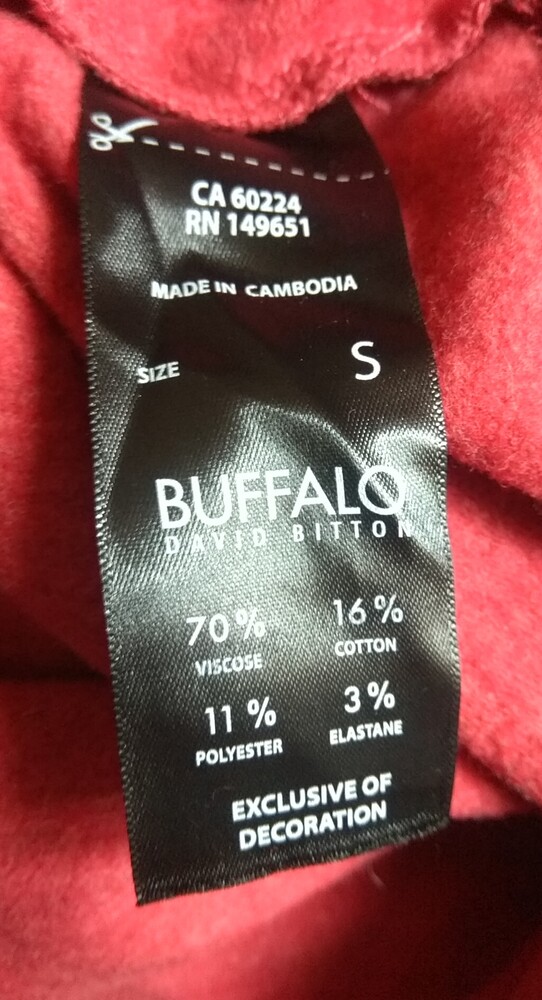 CA 60224
RN 149651
MADE IN CAMBODIA
SIZE S
BUFFALO
DAVID BITTON
70% 16%
VISCOSE COTTON
11% 3%
POLYESTER ELASTANE
EXCLUSIVE OF
DECORATION